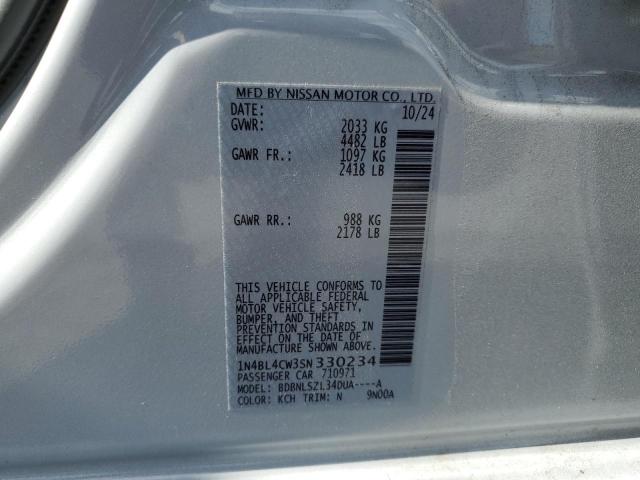 MFD BY NISSAN MOTOR CO., LTD.
DATE: 10/24
GVWR: 2033 KG
4482 LB
GAWR FR.: 1097 KG
2418 LB
GAWR RR.: 988 KG
2178 LB
THIS VEHICLE CONFORMS TO
ALL APPLICABLE FEDERAL
MOTOR VEHICLE SAFETY,
BUMPER, AND THEFT
PREVENTION STANDARDS
IN EFFECT ON THE DATE OF
MANUFACTURE SHOWN ABOVE.
1N4BL4CW3SN330234
PASSENGER CAR 710971
MODEL: BDBNLSZL34DUA----A
COLOR: KCH TRIM: N 9N00A